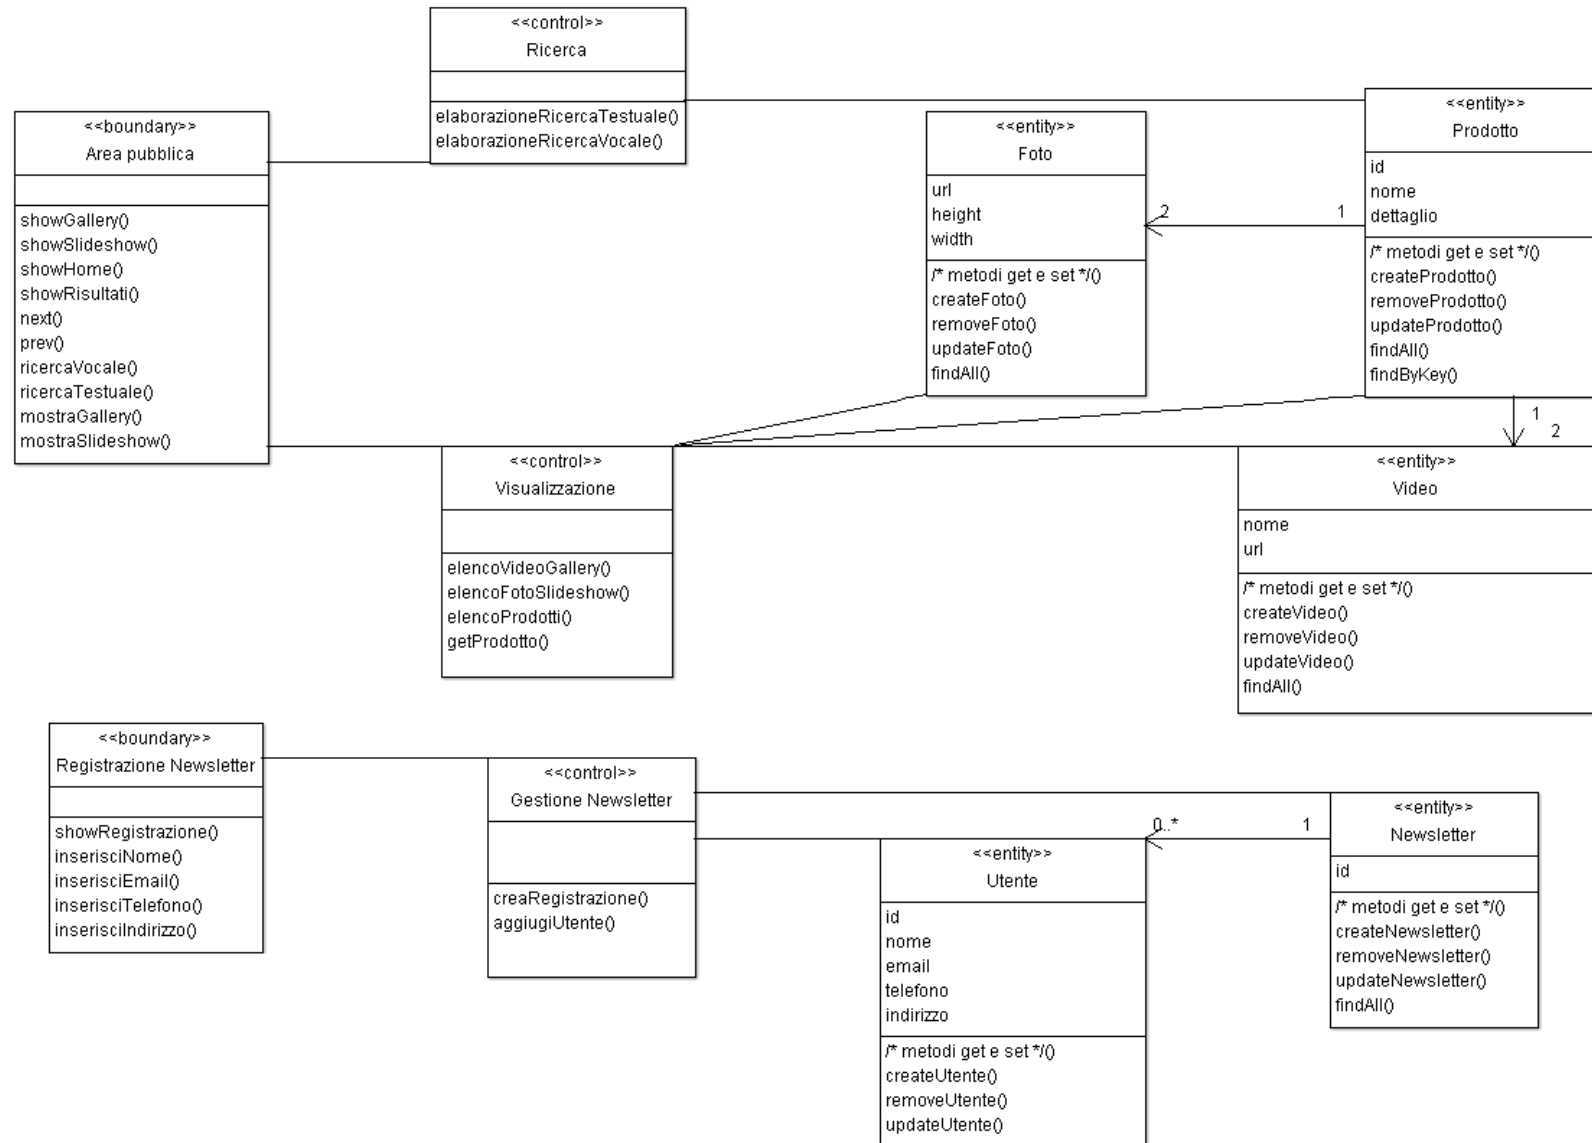 <<control>>
Ricerca
elaborazioneRicercaTestuale()
elaborazioneRicercaVocale()
<<boundary>>
Area pubblica
showGallery()
showSlideshow()
showHome()
showRisultati()
next()
prev()
ricercaVocale()
ricercaTestuale()
mostraGallery()
mostraSlideshow()
<<entity>>
Foto
url
height
width
/* metodi get e set */()
createFoto()
removeFoto()
updateFoto()
findAll()
2
1
<<entity>>
Prodotto
id
nome
dettaglio
/* metodi get e set */()
createProdotto()
removeProdotto()
updateProdotto()
findAll()
findByKey()
1
2
<<control>>
Visualizzazione
elencoVideoGallery()
elencoFotoSlideshow()
elencoProdotti()
getProdotto()
<<entity>>
Video
nome
url
/* metodi get e set */()
createVideo()
removeVideo()
updateVideo()
findAll()
<<boundary>>
Registrazione Newsletter
showRegistrazione()
inserisciNome()
inserisciEmail()
inserisciTelefono()
inserisciIndirizzo()
<<control>>
Gestione Newsletter
creaRegistrazione()
aggiugiUtente()
0..*
1
<<entity>>
Utente
id
nome
email
telefono
indirizzo
/* metodi get e set */()
createUtente()
removeUtente()
updateUtente()
<<entity>>
Newsletter
id
/* metodi get e set */()
createNewsletter()
removeNewsletter()
updateNewsletter()
findAll()